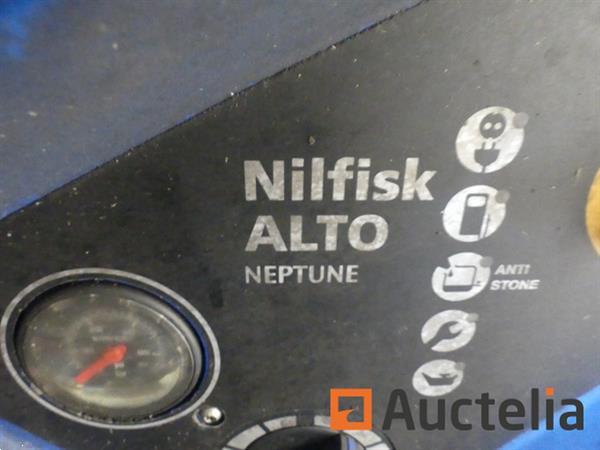 Nilfisk
ALTO
NEPTUNE
ANTI
STONE
Auctelia